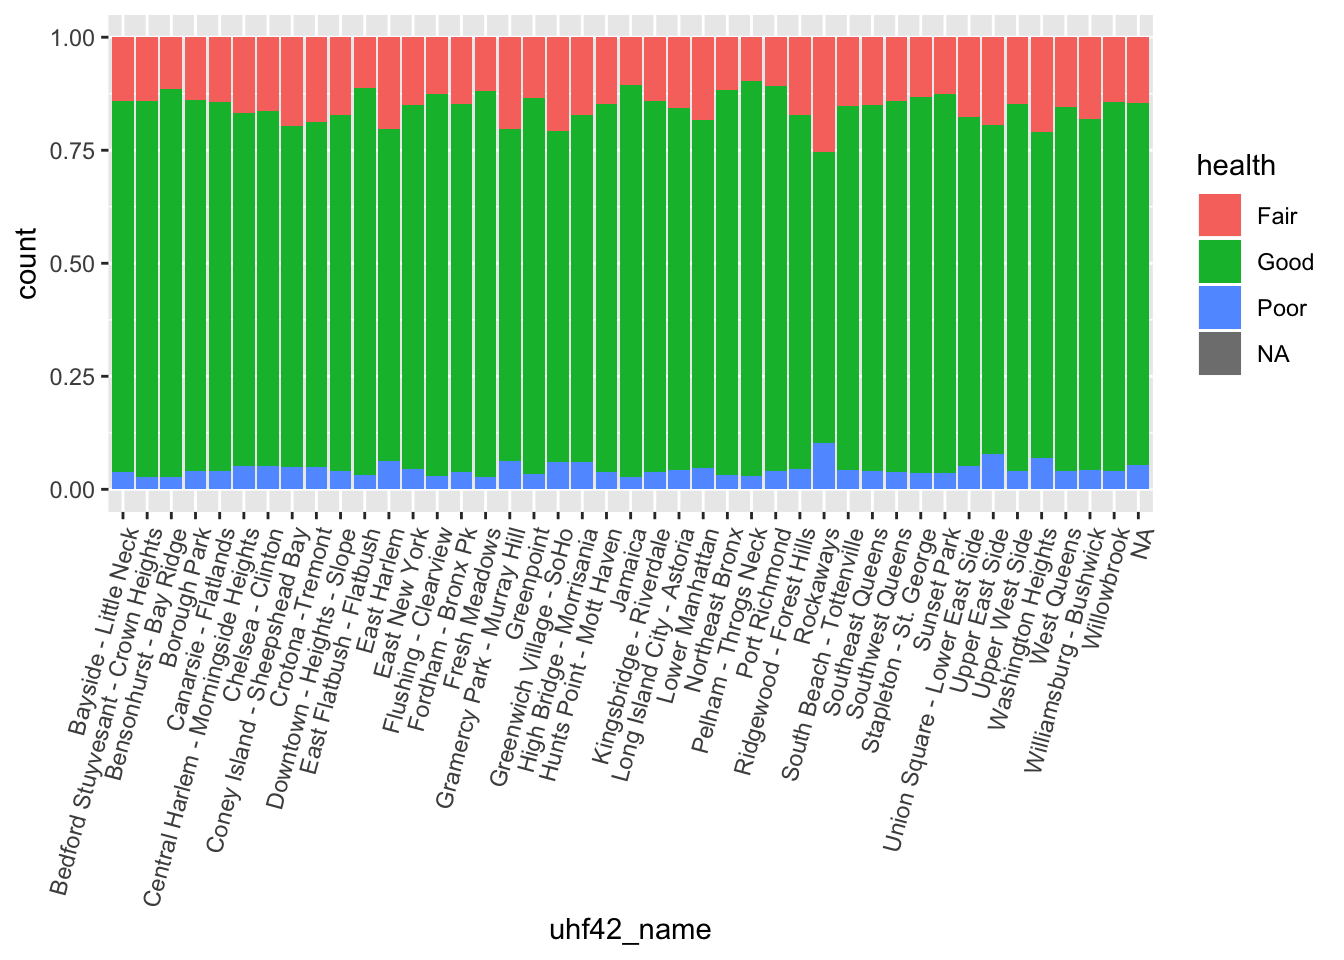 1.00
0.75
0.50
0.25
0.00
count
Bayside - Little Neck
Bedford Stuyvesant - Crown Heights
Bensonhurst - Bay Ridge
Borough Park
Canarsie - Flatlands
Central Harlem - Morningside Heights
Chelsea - Clinton
Coney Island - Sheepshead Bay
Crotona -Tremont
Downtown - Heights - Slope
East Flatbush - Flatbush
East Harlem
East New York
Flushing - Clearview
Fordham - Bronx Pk
Fresh Meadows
Gramercy Park - Murray Hill
Greenpoint
Greenwich Village - SoHo
High Bridge - Morrisania
Hunts Point - Mott Haven
Jamaica
Kingsbridge - Riverdale
Long Island City - Astoria
Lower Manhattan
Northeast Bronx
Pelham - Throgs Neck
Port Richmond
Ridgewood - Forest Hills
Rockaways
South Beach - Tottenville
Southeast Queens
Southwest Queens
Stapleton - St. George
Sunset Park
Union Square - Lower East Side
Upper East Side
Upper West Side
Washington Heights
West Queens
Williamsburg - Bushwick
Willowbrook
NA
uhf42_name
health
Fair
Good
Poor
NA